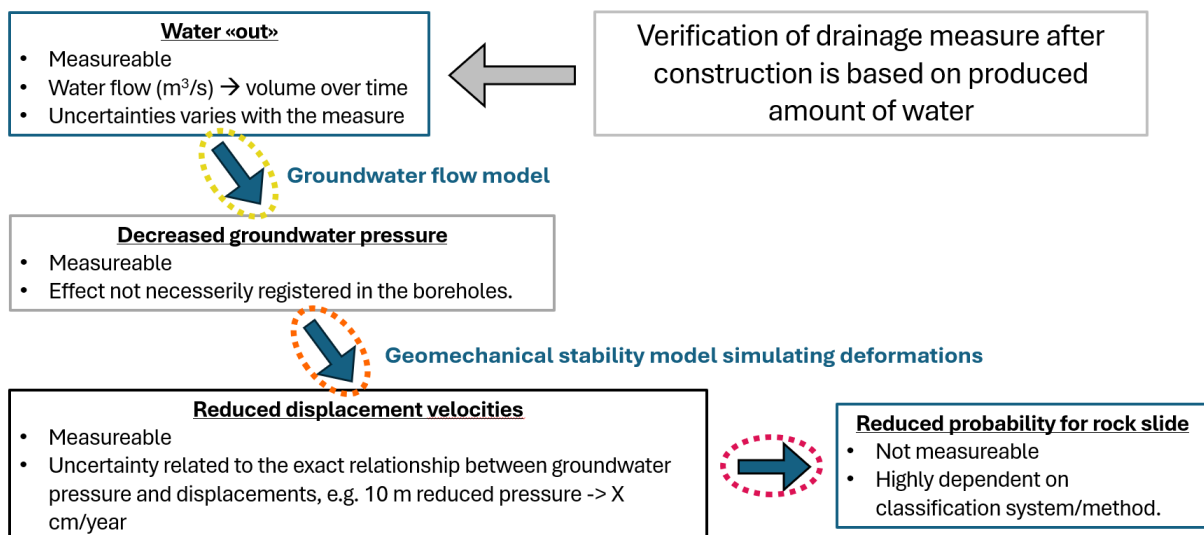 Water «out»
• Measureable
• Water flow (m³/s) → volume over time
• Uncertainties varies with the measure
Verification of drainage measure after
construction is based on produced
amount of water
Groundwater flow model
Decreased groundwater pressure
• Measureable
• Effect not necesserily registered in the boreholes.
Geomechanical stability model simulating deformations
Reduced displacement velocities
• Measureable
• Uncertainty related to the exact relationship between groundwater
pressure and displacements, e.g. 10 m reduced pressure -> X
cm/year
Reduced probability for rock slide
• Not measureable
• Highly dependent on
classification system/method.